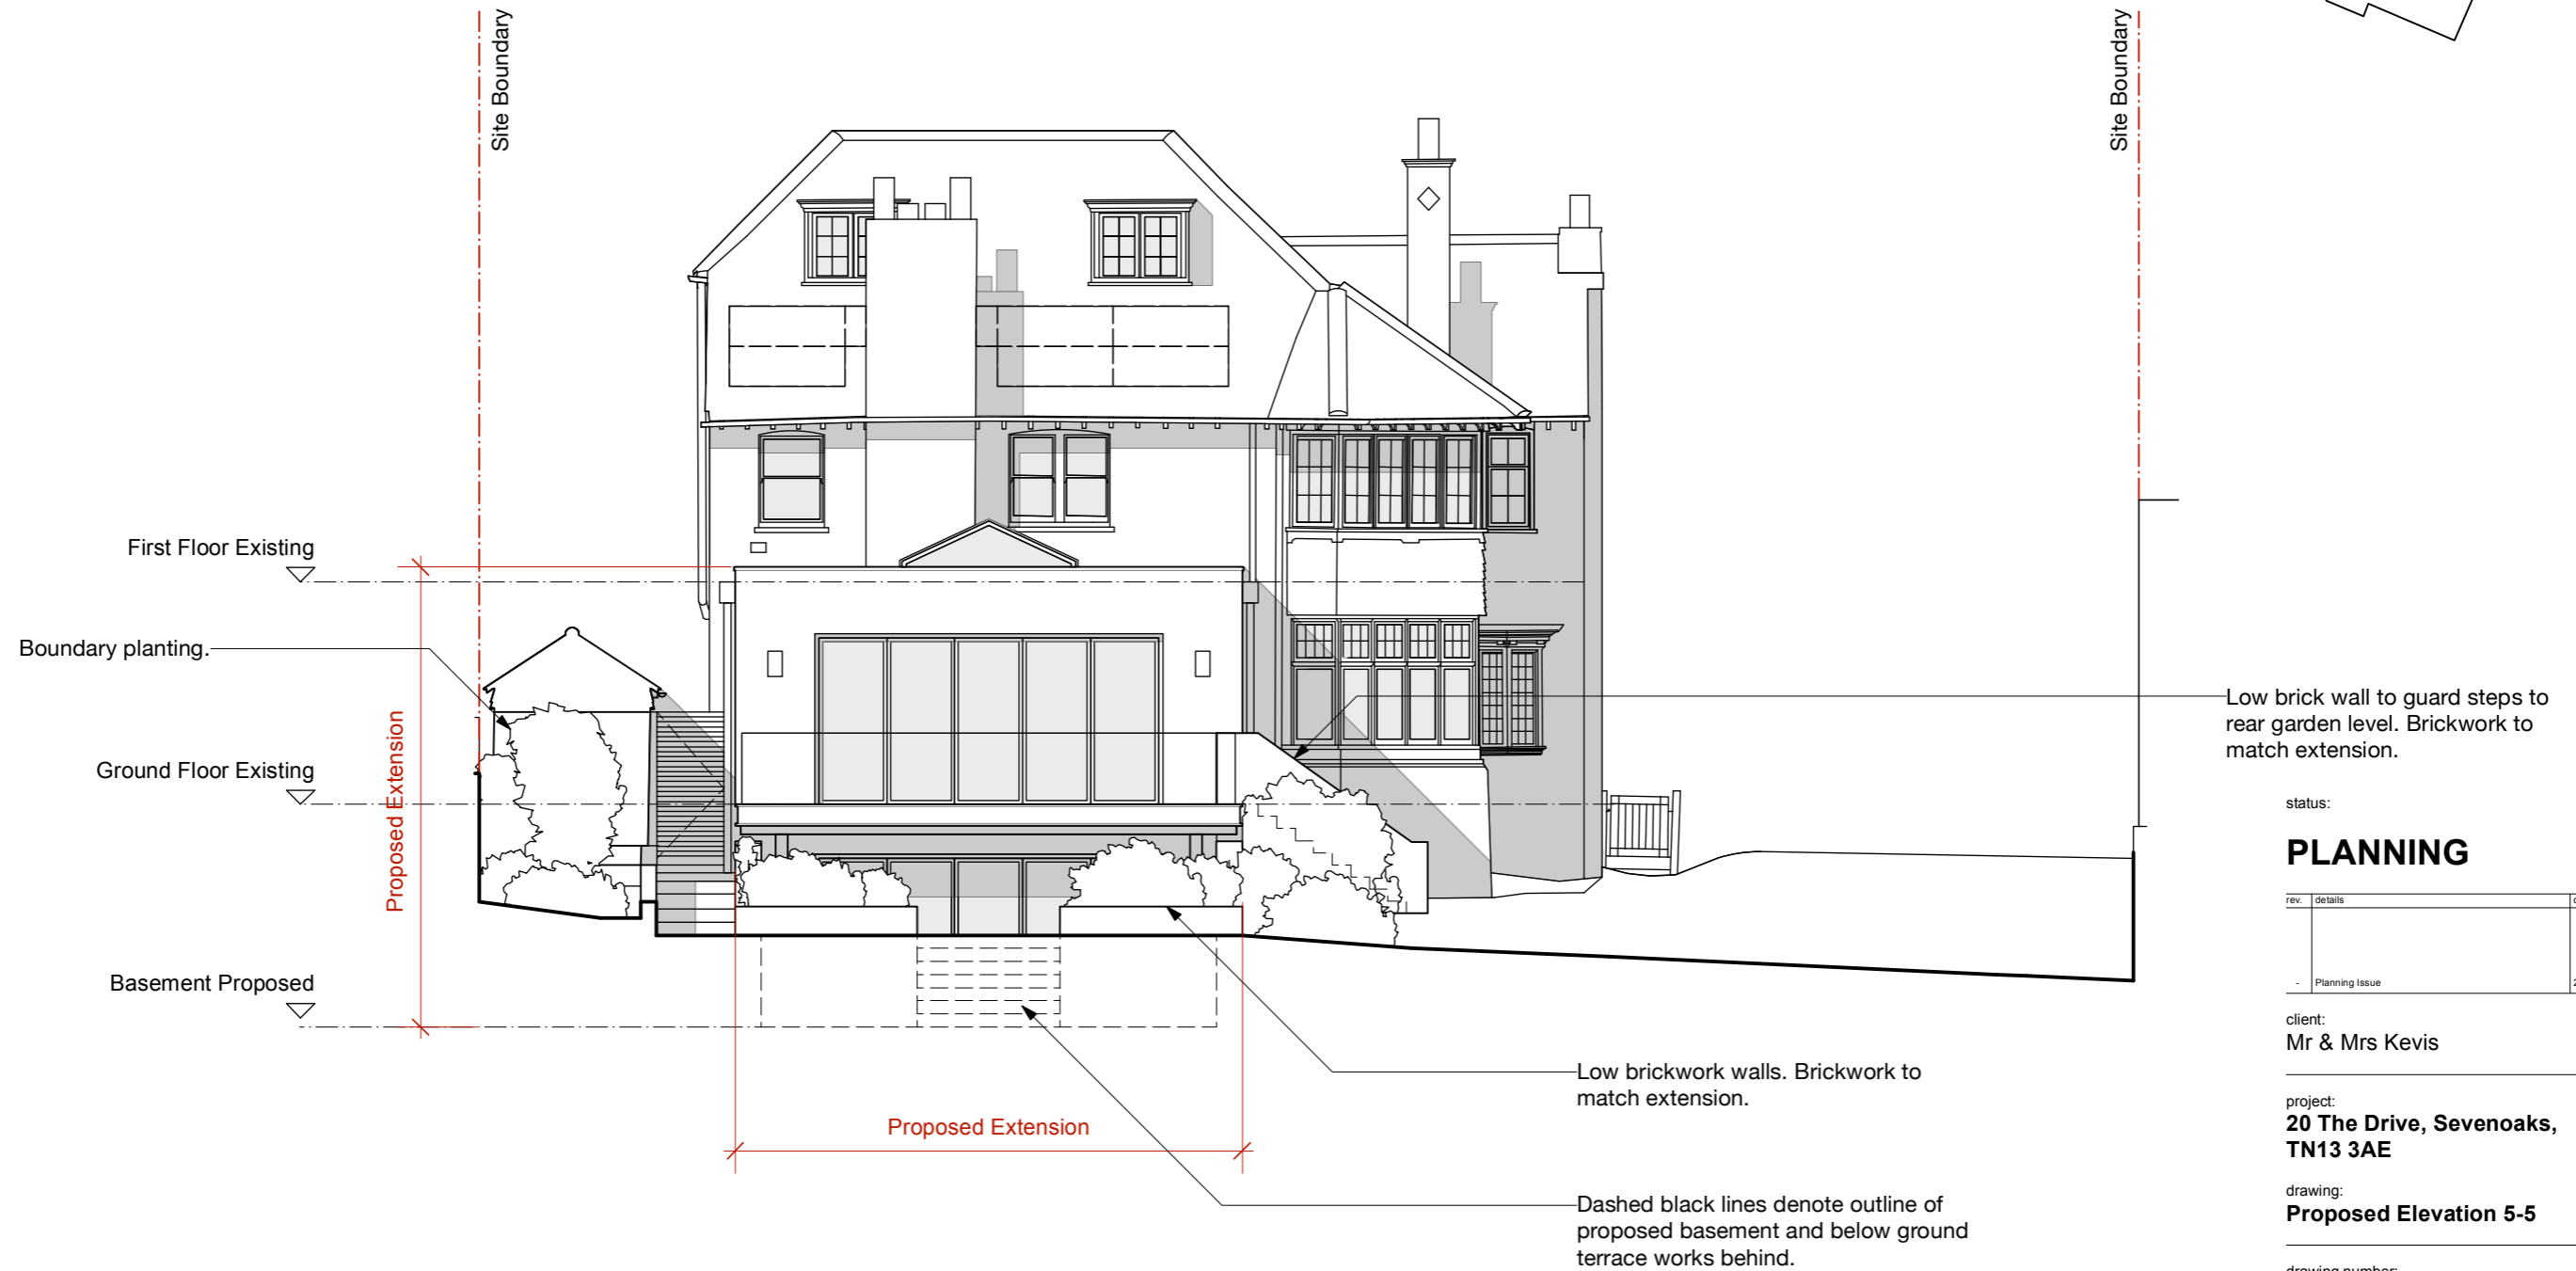 Site Boundary
Site Boundary
First Floor Existing
Boundary planting.
Ground Floor Existing
Proposed Extension
Basement Proposed
Proposed Extension
Low brick wall to guard steps to
rear garden level. Brickwork to
match extension.
Low brickwork walls. Brickwork to
match extension.
Dashed black lines denote outline of
proposed basement and below ground
terrace works behind.
status:
PLANNING
rev. details
- Planning Issue
client:
Mr & Mrs Kevis
project:
20 The Drive, Sevenoaks,
TN13 3AE
drawing:
Proposed Elevation 5-5
drawing number: